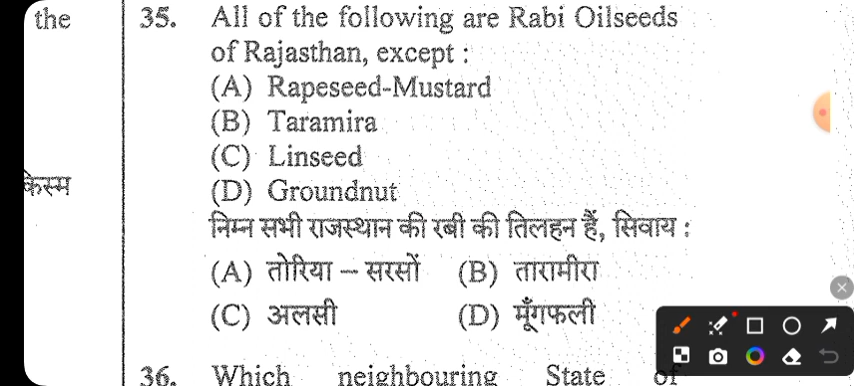 the
35. All of the following are Rabi Oilseeds
of Rajasthan, except :
(A) Rapeseed-Mustard
(B) Taramira
(C) Linseed
(D) Groundnut
किस्म
निम्न सभी राजस्थान की रबी की तिलहन हैं, सिवाय :
(A) तोरिया – सरसों (B) तारामीरा
(C) अलसी (D) मूँगफली
36. Which neighbouring State of